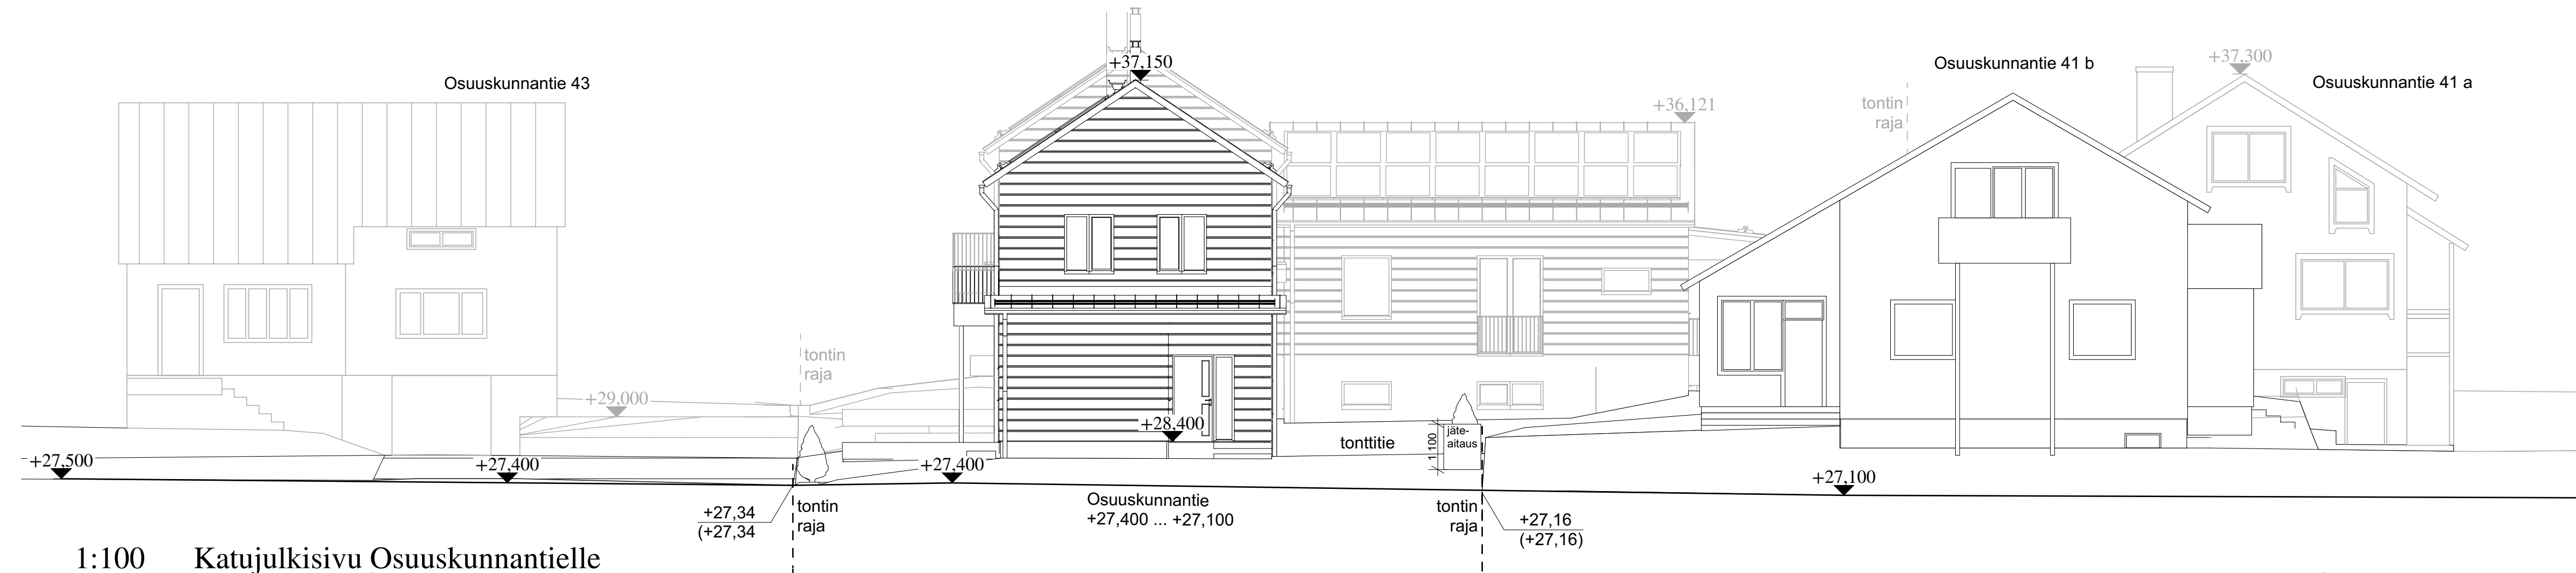 Osuuskunnantie 43
+37,150
+36,121
Osuuskunnantie 41 b
+37,300
Osuuskunnantie 41 a
tontin
raja
tontin
raja
+29,000
+28,400
tonttitie
1 100
jäte-
aitaus
+27,500
+27,400
+27,400
+27,100
+27,34
(+27,34
tontin
raja
Osuuskunnantie
+27,400 ... +27,100
tontin
raja
+27,16
(+27,16)
1:100 Katujulkisivu Osuuskunnantielle